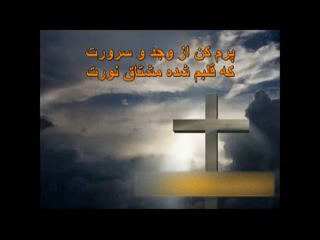 پرم کن از وجد و سرورت
که قلبم شده مشتاق نورت